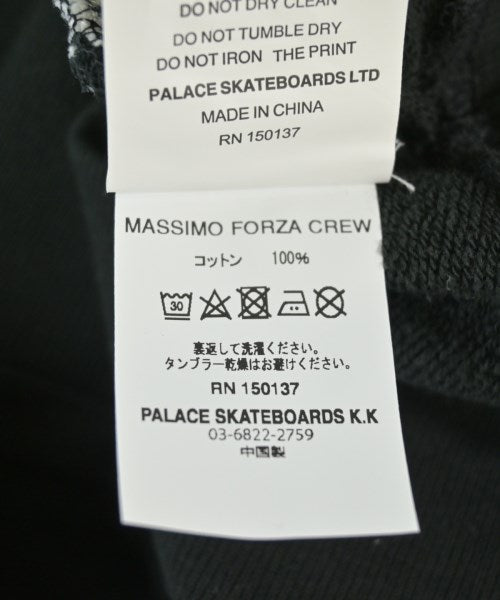 DO NOT DRY CLEAN
DO NOT TUMBLE DRY
DO NOT IRON THE PRINT
PALACE SKATEBOARDS LTD
MADE IN CHINA
RN 150137
MASSIMO FORZA CREW
コットン 100%
30
裏返して洗濯ください。
タンブラー乾燥はお避けください。
RN 150137
PALACE SKATEBOARDS K.K
03-6822-2759
中国製